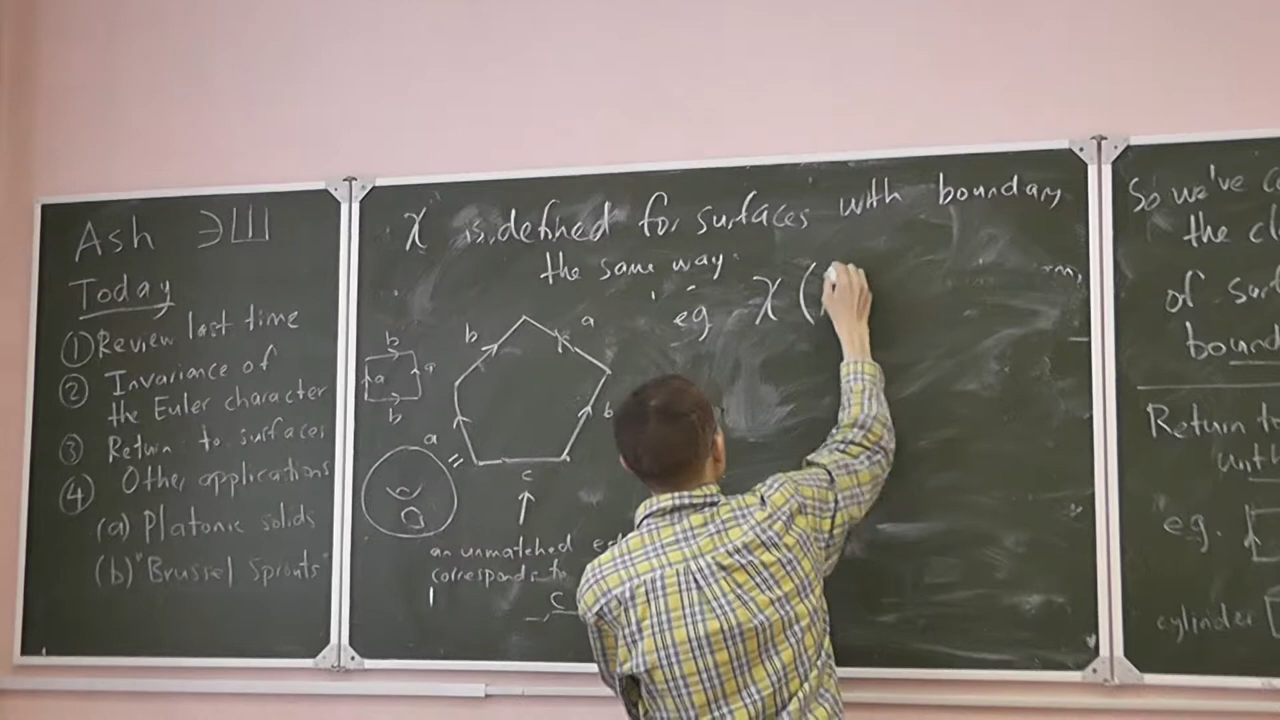 Ash ЭШ
Today
① Review last time
② Invariance of
the Euler character
③ Return to surfaces
④ Other applications
(a) Platonic solids
(b) "Brussel Sprouts"
χ is defined for surfaces with boundary
the same way.
eg χ(
b
a
a
b
b
b
a
b
a
c
=
an unmatched
corresponds to
c
So we've
the
of
bound
Return
with
eg.
cylinder